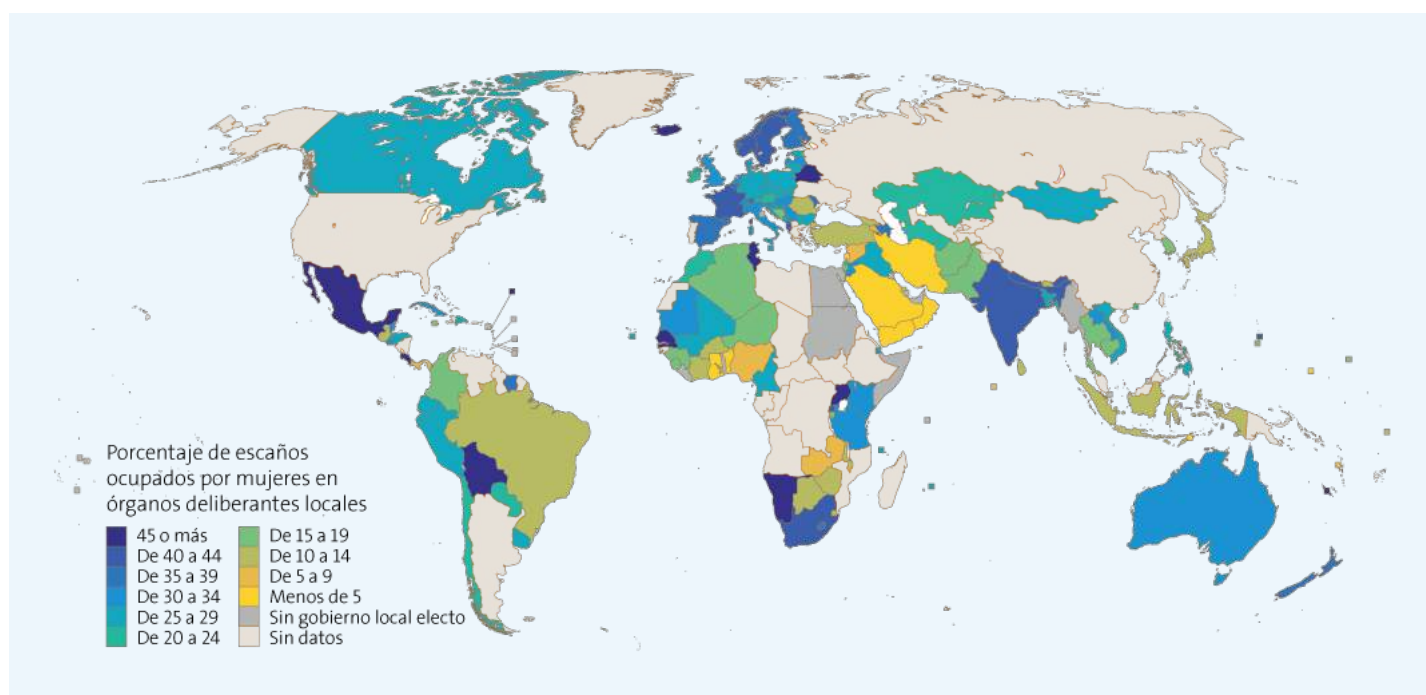 Porcentaje de escaños
ocupados por mujeres en
órganos deliberantes locales
45 o más
De 40 a 44
De 35 a 39
De 30 a 34
De 25 a 29
De 20 a 24
De 15 a 19
De 10 a 14
De 5 a 9
Menos de 5
Sin gobierno local electo
Sin datos